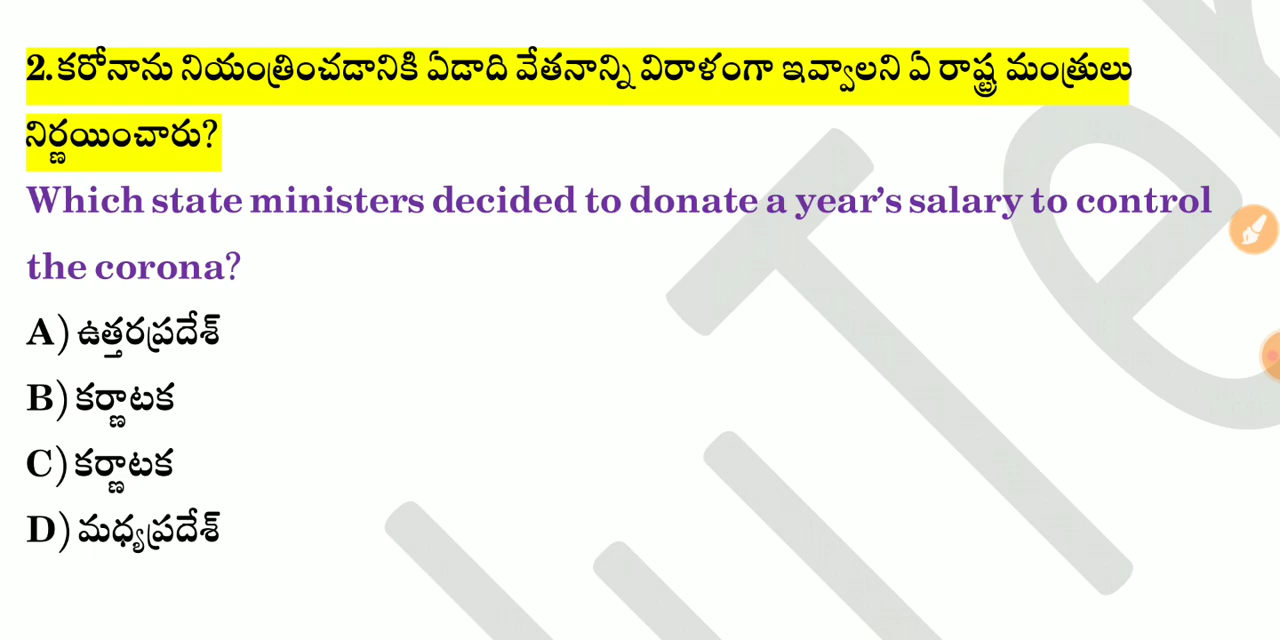 2.కరోనాను నియంత్రించడానికి ఏడాది వేతనాన్ని విరాళంగా ఇవ్వాలని ఏ రాష్ట్ర మంత్రులు
నిర్ణయించారు?
Which state ministers decided to donate a year's salary to control
the corona?
A) ఉత్తరప్రదేశ్
B) కర్ణాటక
C) కర్ణాటక
D) మధ్యప్రదేశ్